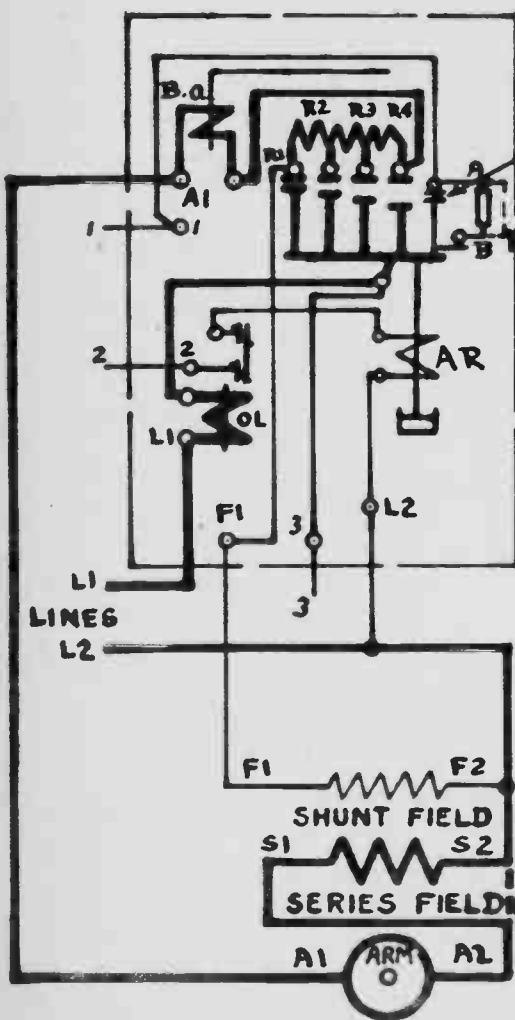 B.a
R2 R3 R4
R1
A1
A
1 1
B
2 2
AR
OL
L1
F1 3 L2
3
L1
LINES
L2
F1 F2
SHUNT FIELD
S1 S2
SERIES FIELD
A1 ARM A2